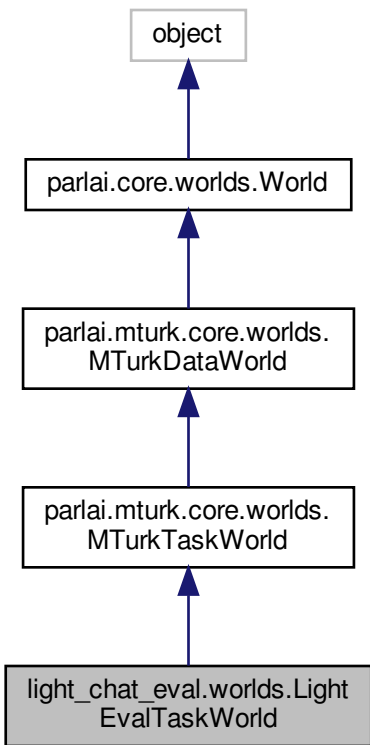 object
parlai.core.worlds.World
parlai.mturk.core.worlds.
MTurkDataWorld
parlai.mturk.core.worlds.
MTurkTaskWorld
light_chat_eval.worlds.Light
EvalTaskWorld